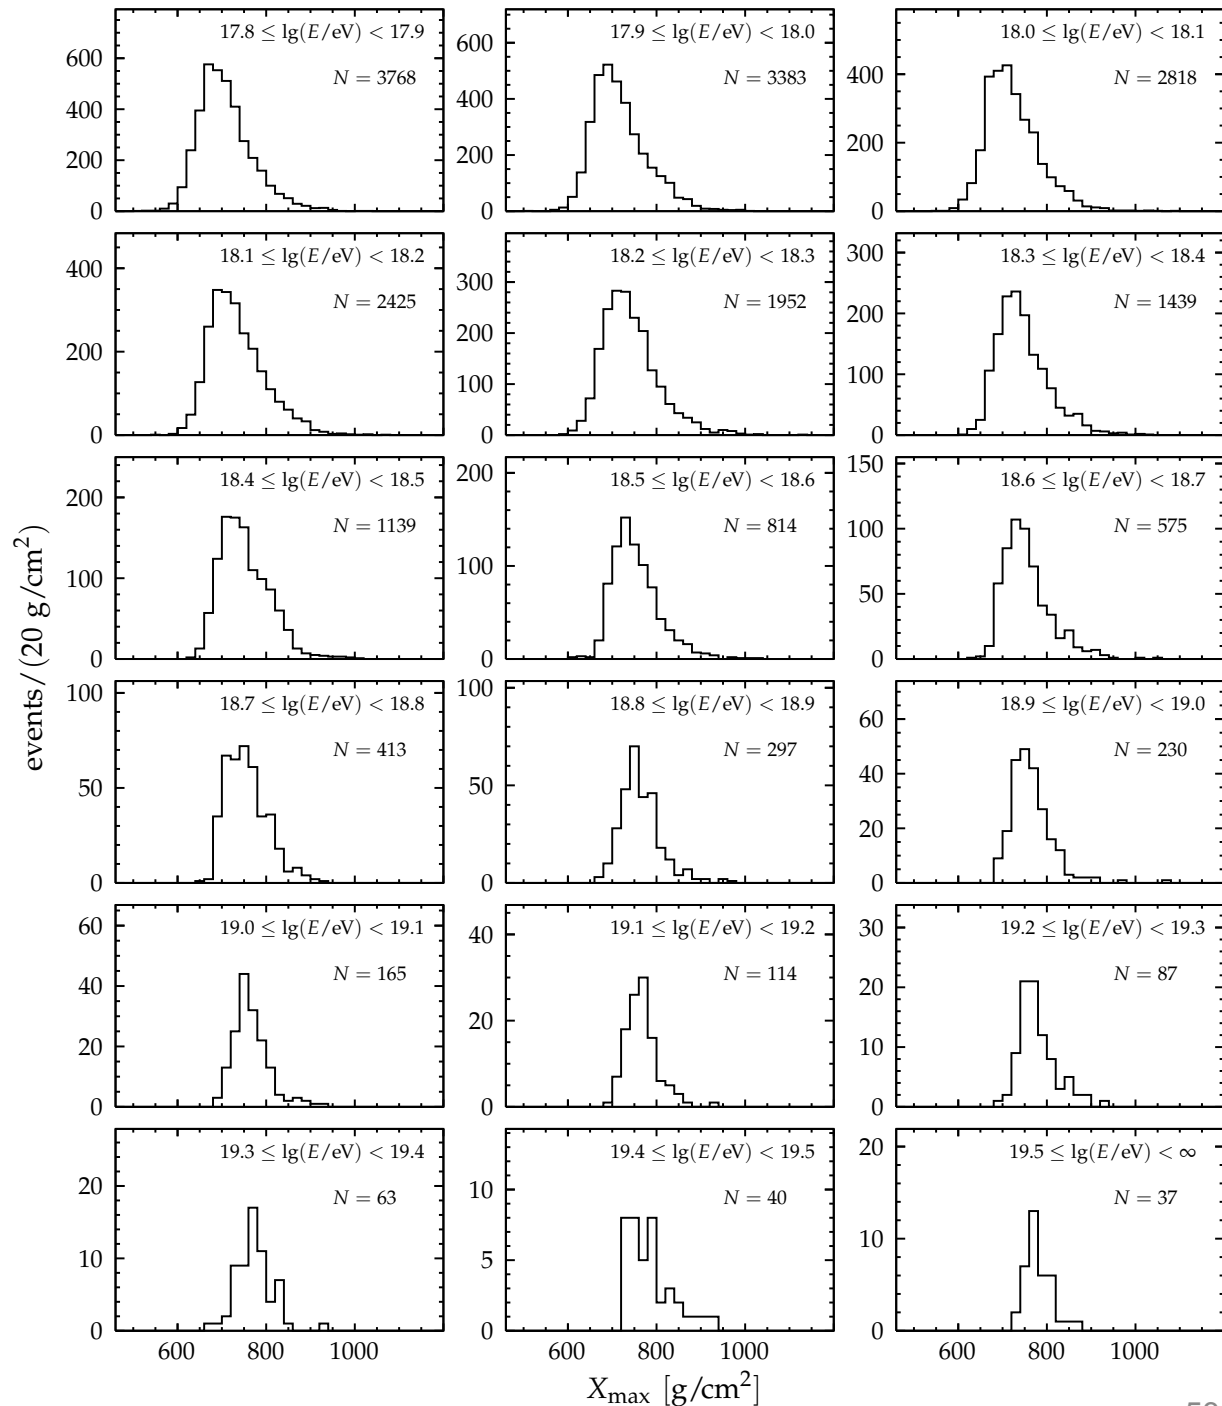 17.8 ≤ lg(E/eV) < 17.9
N = 3768
600
400
200
0
17.9 ≤ lg(E/eV) < 18.0
N = 3383
600
400
200
0
18.0 ≤ lg(E/eV) < 18.1
N = 2818
400
200
0
18.1 ≤ lg(E/eV) < 18.2
N = 2425
400
200
0
18.2 ≤ lg(E/eV) < 18.3
N = 1952
300
200
100
0
18.3 ≤ lg(E/eV) < 18.4
N = 1439
300
200
100
0
18.4 ≤ lg(E/eV) < 18.5
N = 1139
200
100
0
18.5 ≤ lg(E/eV) < 18.6
N = 814
200
100
0
18.6 ≤ lg(E/eV) < 18.7
N = 575
150
100
50
0
events/(20 g/cm²)
18.7 ≤ lg(E/eV) < 18.8
N = 413
100
50
0
18.8 ≤ lg(E/eV) < 18.9
N = 297
100
50
0
18.9 ≤ lg(E/eV) < 19.0
N = 230
60
40
20
0
19.0 ≤ lg(E/eV) < 19.1
N = 165
60
40
20
0
19.1 ≤ lg(E/eV) < 19.2
N = 114
40
20
0
19.2 ≤ lg(E/eV) < 19.3
N = 87
30
20
10
0
19.3 ≤ lg(E/eV) < 19.4
N = 63
20
10
0
19.4 ≤ lg(E/eV) < 19.5
N = 40
10
5
0
19.5 ≤ lg(E/eV) < ∞
N = 37
20
10
0
600 800 1000
600 800 1000
600 800 1000
Xmax [g/cm²]